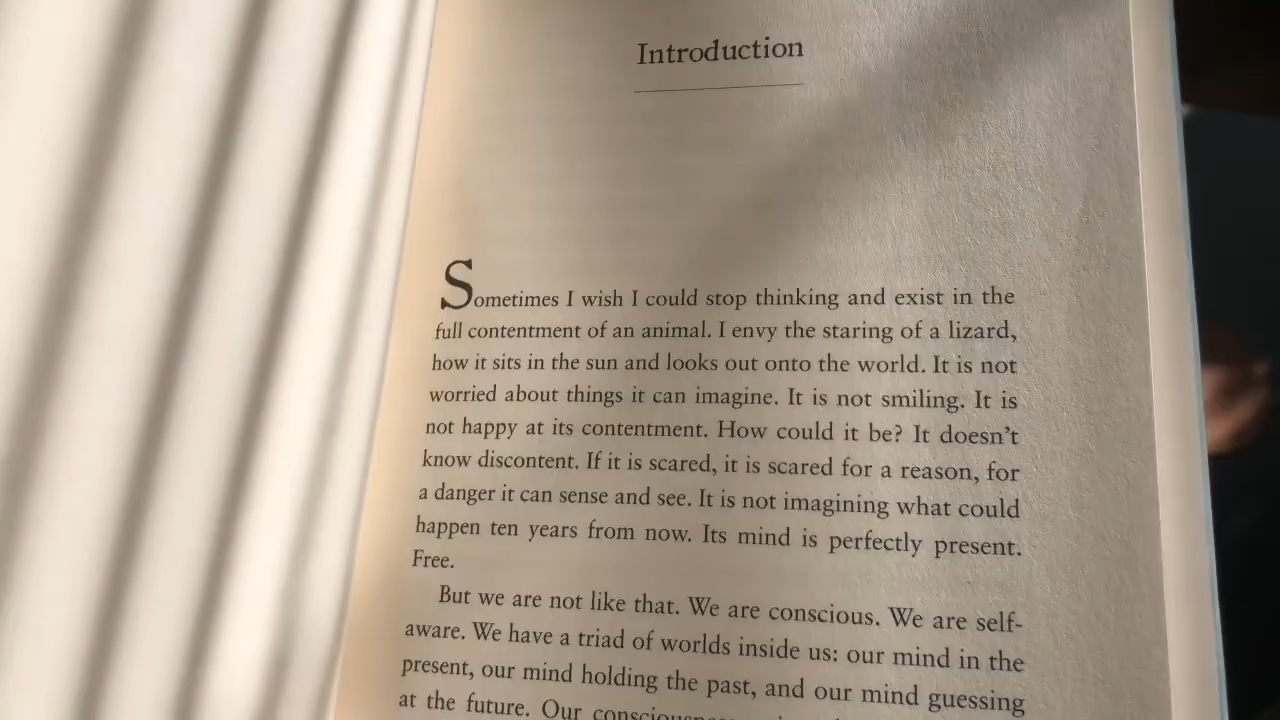 Introduction
Sometimes I wish I could stop thinking and exist in the
full contentment of an animal. I envy the staring of a lizard,
how it sits in the sun and looks out onto the world. It is not
worried about things it can imagine. It is not smiling. It is
not happy at its contentment. How could it be? It doesn’t
know discontent. If it is scared, it is scared for a reason, for
a danger it can sense and see. It is not imagining what could
happen ten years from now. Its mind is perfectly present.
Free.
But we are not like that. We are conscious. We are self-
aware. We have a triad of worlds inside us: our mind in the
present, our mind holding the past, and our mind guessing
at the future. Our